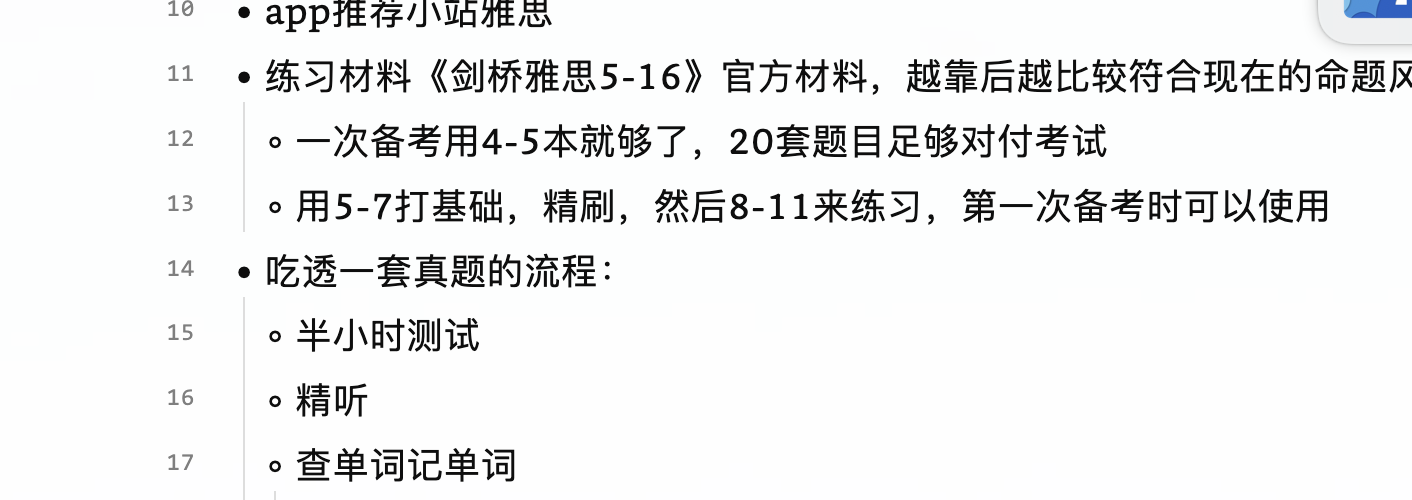 10 • app推荐小站雅思
11 • 练习材料《剑桥雅思5-16》官方材料，越靠后越比较符合现在的命题风
12 ◦ 一次备考用4-5本就够了，20套题目足够对付考试
13 ◦ 用5-7打基础，精刷，然后8-11来练习，第一次备考时可以使用
14 • 吃透一套真题的流程：
15 ◦ 半小时测试
16 ◦ 精听
17 ◦ 查单词记单词